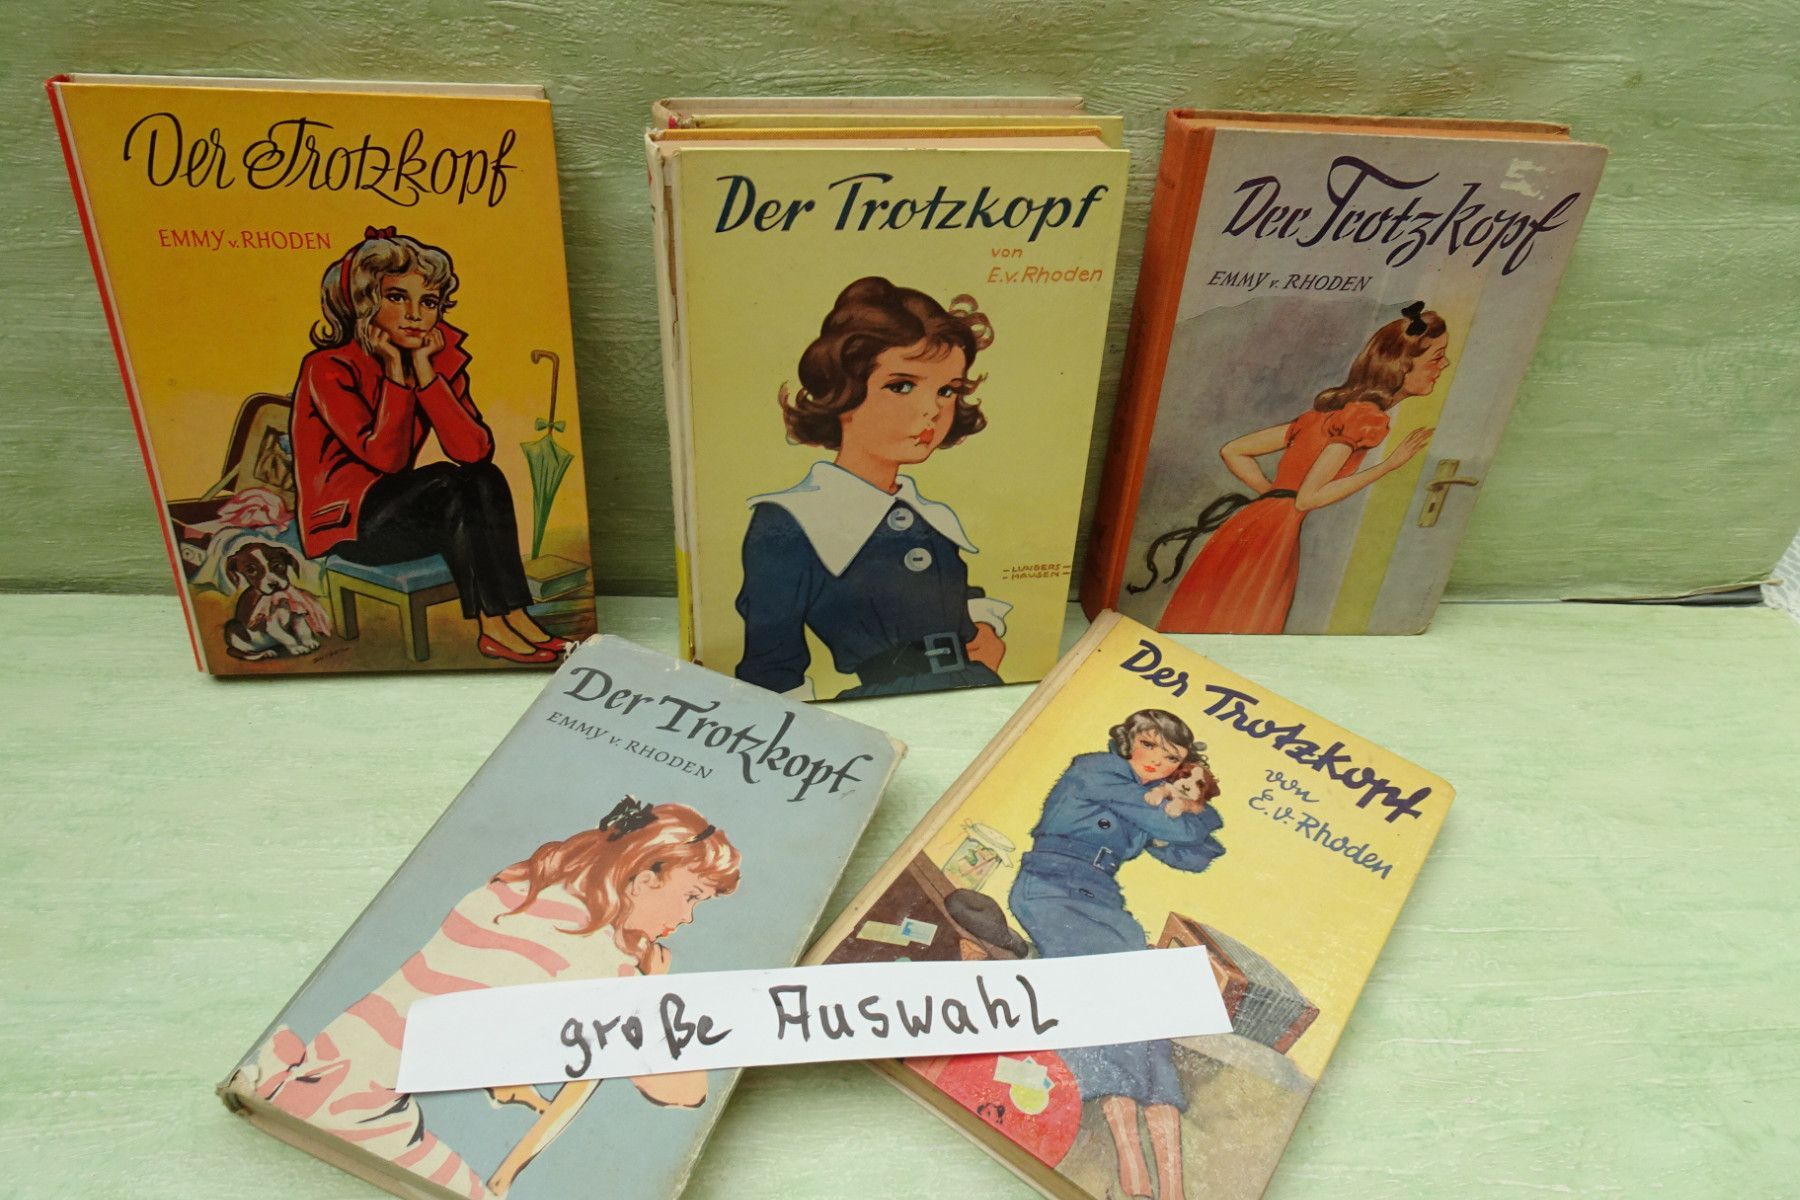 Der Trotzkopf
EMMY v. RHODEN
Der Trotzkopf
von
E.v. Rhoden
LUNGERS
HAUSEN
Der Trotzkopf
EMMY v. RHODEN
Der Trotzkopf
EMMY v. RHODEN
Der Trotzkopf
von
E.v. Rhoden
große Auswahl